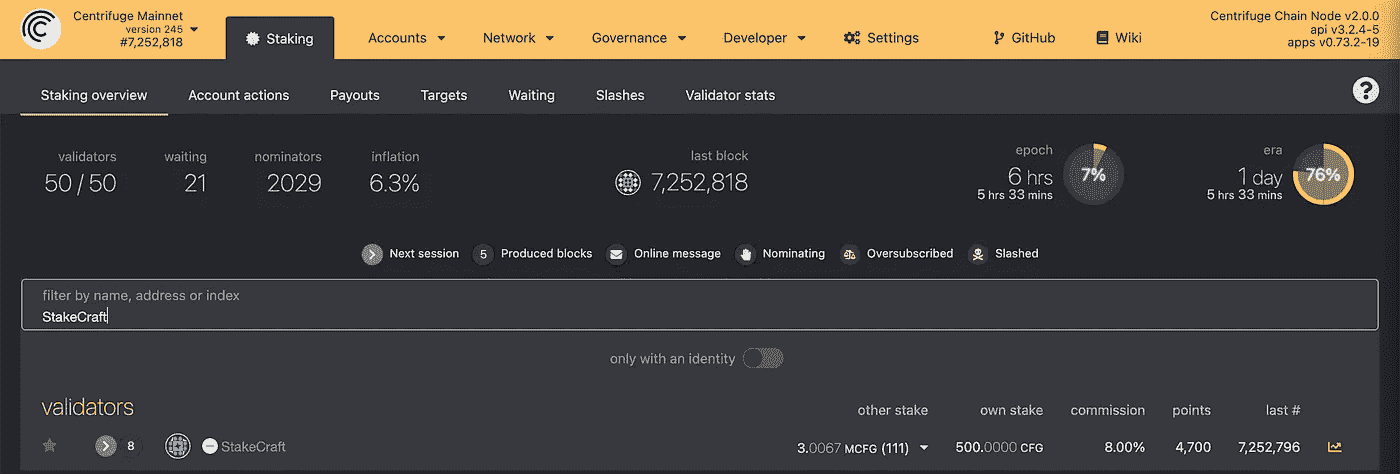 Centrifuge Mainnet
version 245
#7,252,818
Staking
Accounts
Network
Governance
Developer
Settings
GitHub
Wiki
Centrifuge Chain Node v2.0.0
api v3.2.4-5
apps v0.73.2-19
Staking overview
Account actions
Payouts
Targets
Waiting
Slashes
Validator stats
?
validators
50 / 50
waiting
21
nominators
2029
inflation
6.3%
last block
7,252,818
epoch
6 hrs
5 hrs 33 mins
7%
era
1 day
5 hrs 33 mins
76%
Next session
5 Produced blocks
Online message
Nominating
Oversubscribed
Slashed
filter by name, address or index
StakeCraft
only with an identity
validators other stake own stake commission points last #
8 StakeCraft 3.0067 MCFG (111) 500.0000 CFG 8.00% 4,700 7,252,796